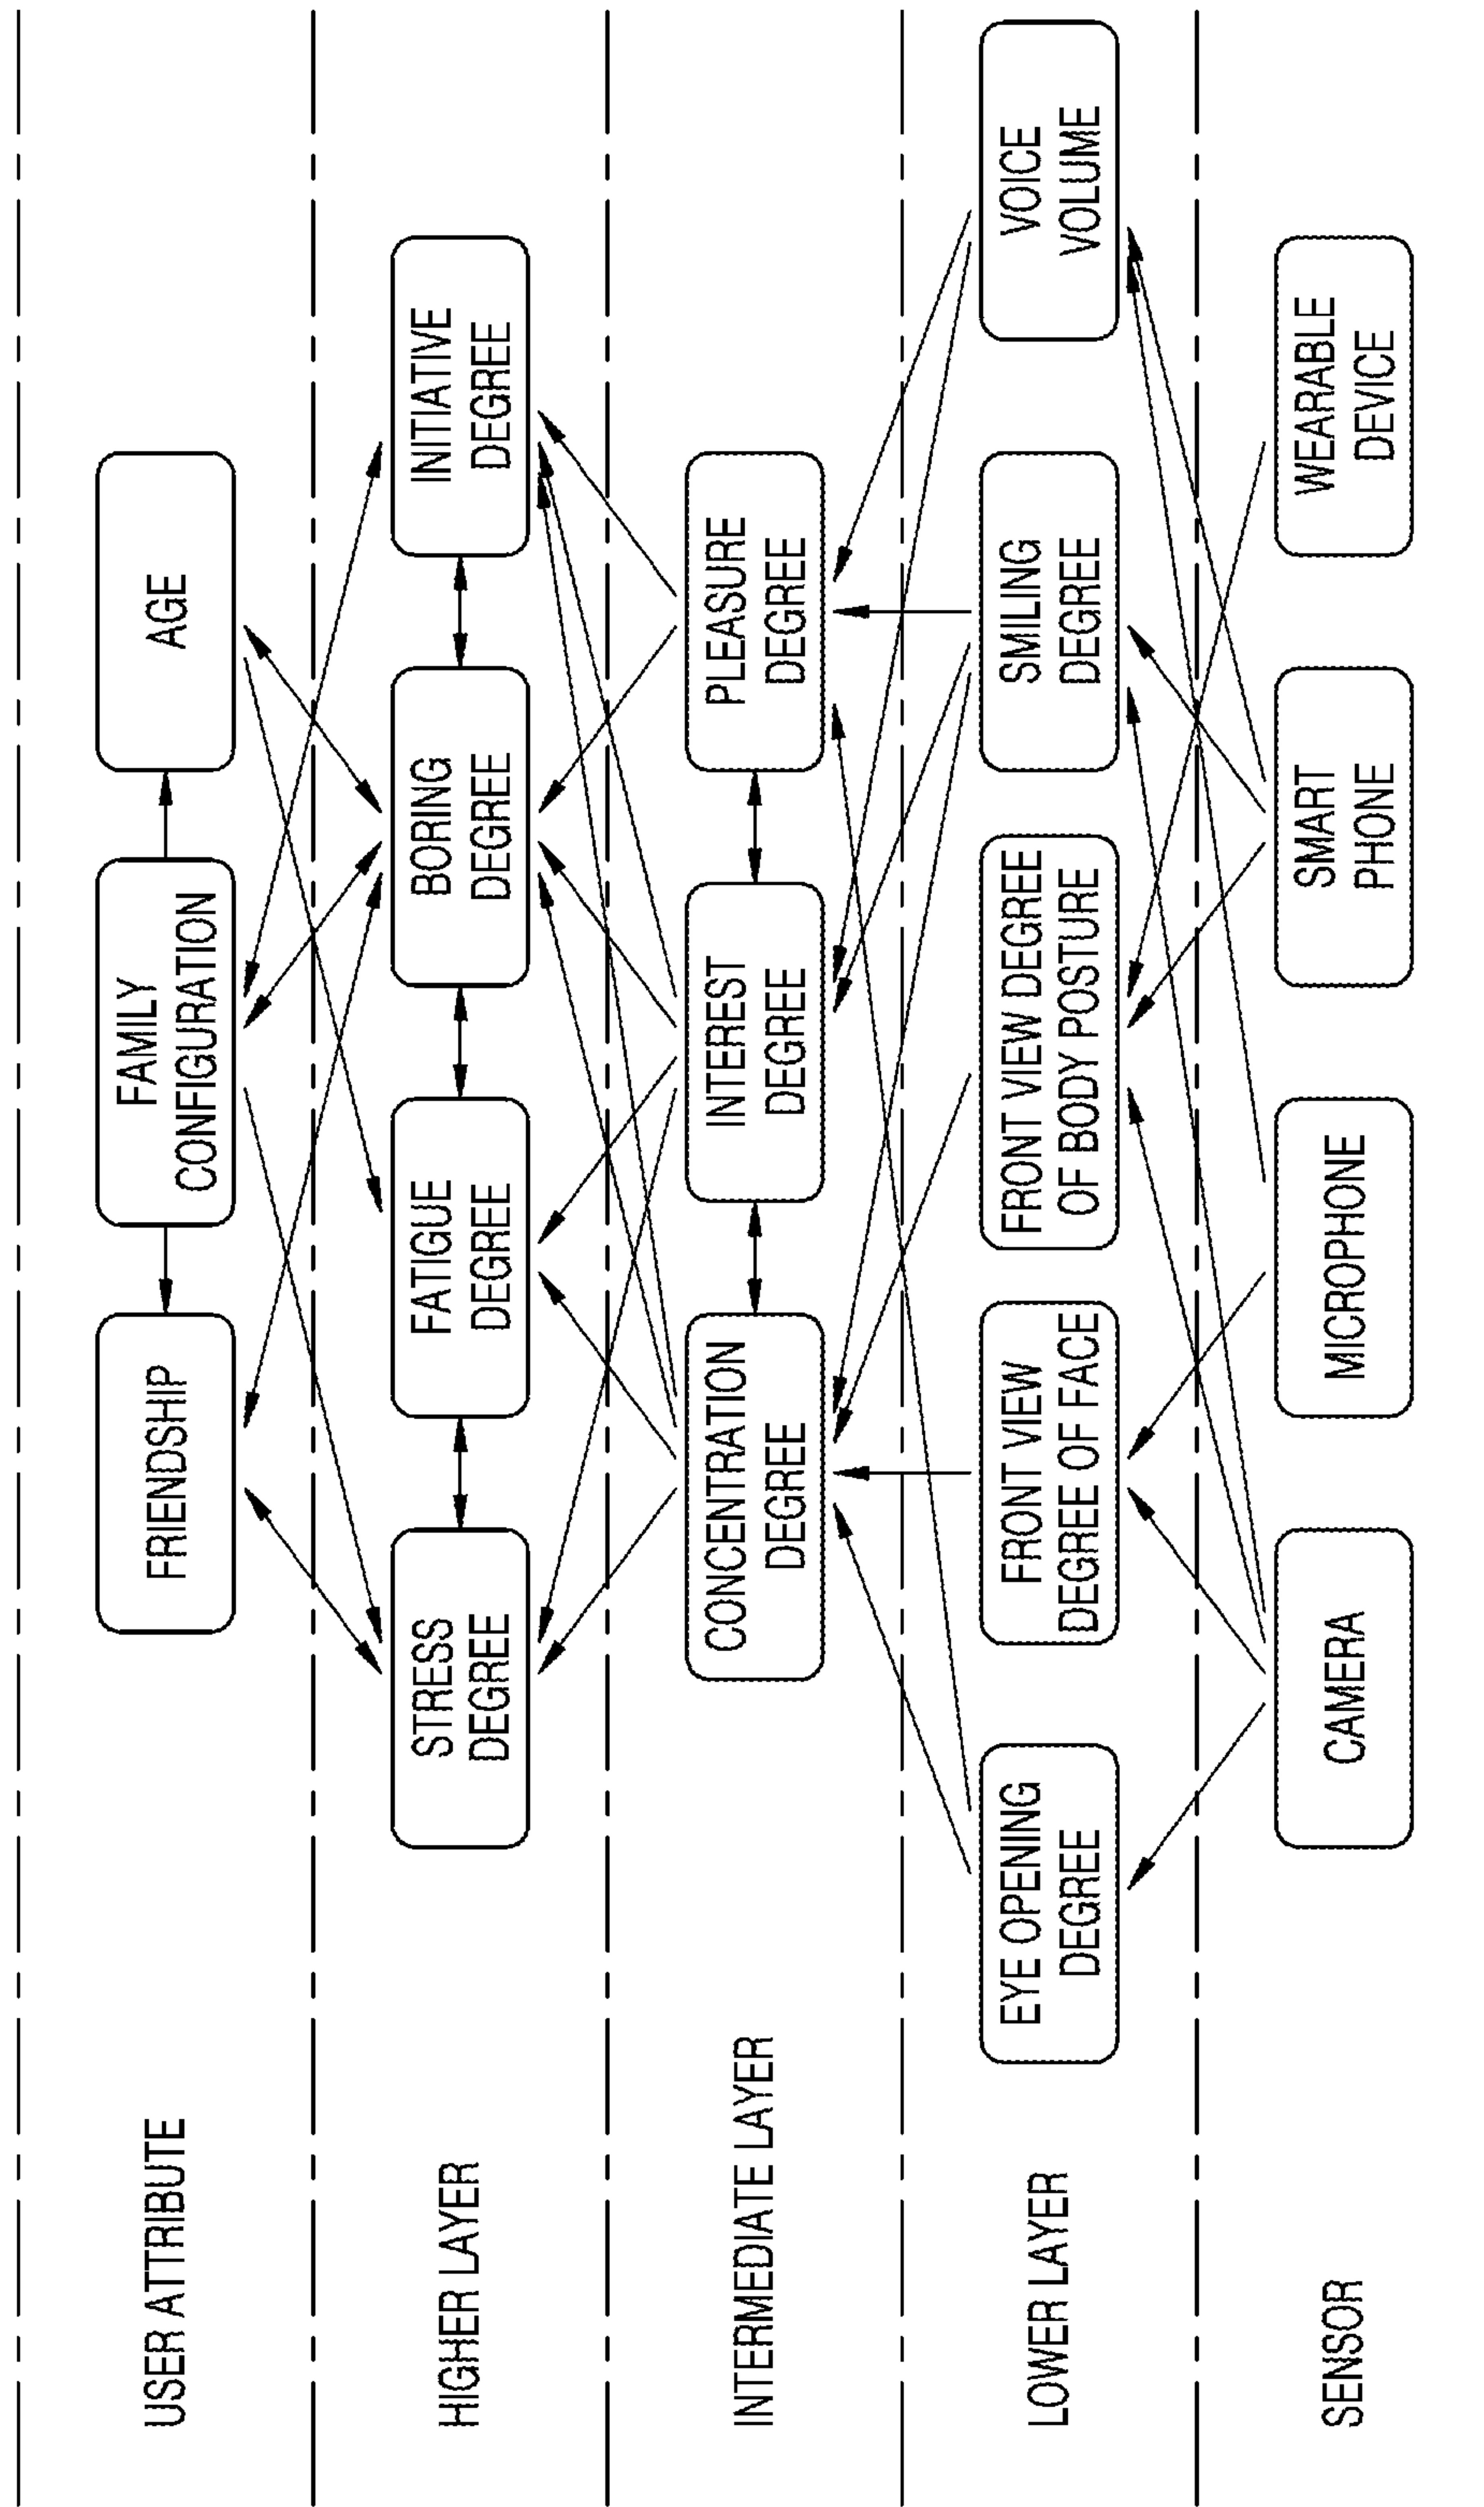 USER ATTRIBUTE
FRIENDSHIP
FAMILY
CONFIGURATION
AGE
HIGHER LAYER
STRESS
DEGREE
FATIGUE
DEGREE
BORING
DEGREE
INITIATIVE
DEGREE
INTERMEDIATE LAYER
CONCENTRATION
DEGREE
INTEREST
DEGREE
PLEASURE
DEGREE
LOWER LAYER
EYE OPENING
DEGREE
FRONT VIEW
DEGREE OF FACE
FRONT VIEW DEGREE
OF BODY POSTURE
SMILING
DEGREE
VOICE
VOLUME
SENSOR
CAMERA
MICROPHONE
SMART
PHONE
WEARABLE
DEVICE